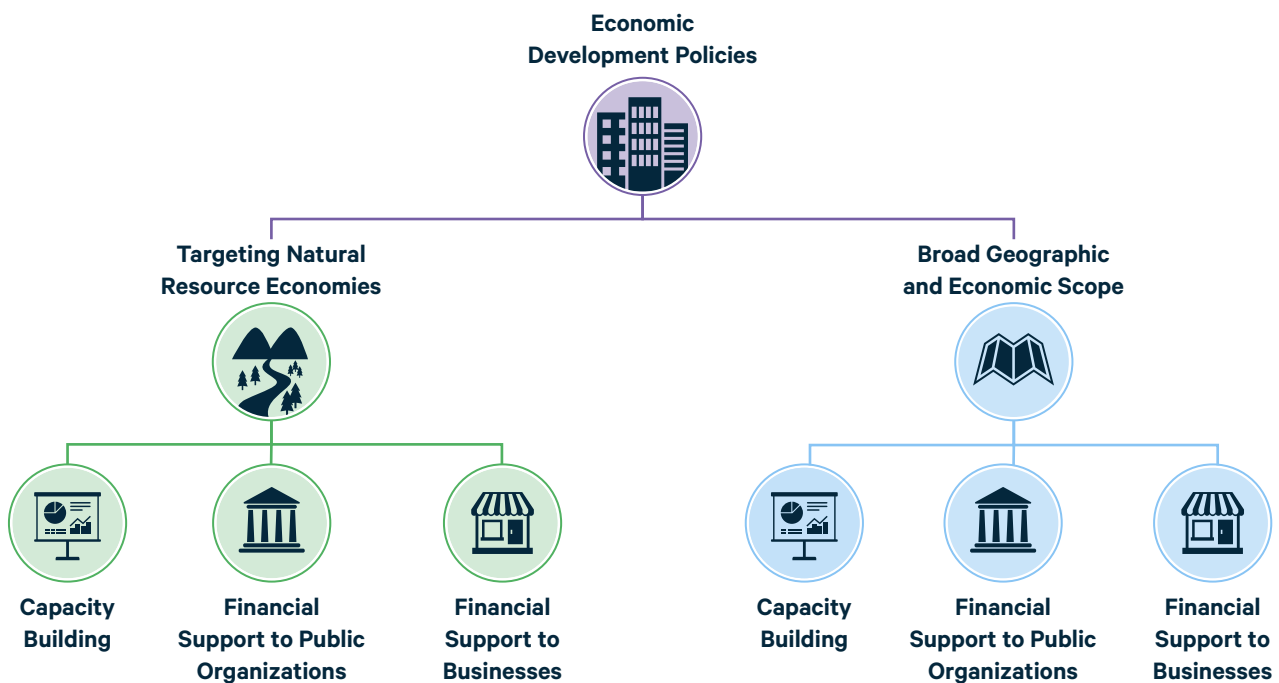 Economic
Development Policies
Targeting Natural
Resource Economies
Broad Geographic
and Economic Scope
Capacity
Building
Financial
Support to Public
Organizations
Financial
Support to
Businesses
Capacity
Building
Financial
Support to Public
Organizations
Financial
Support to
Businesses